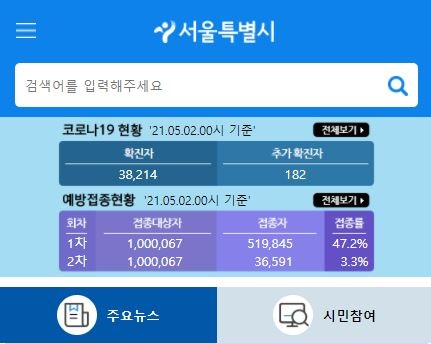 서울특별시
검색어를 입력해주세요
코로나19 현황 '21.05.02.00시 기준' 전체보기
확진자 추가 확진자
38,214 182
예방접종현황 '21.05.02.00시 기준' 전체보기
회차 접종대상자 접종자 접종률
1차 1,000,067 519,845 47.2%
2차 1,000,067 36,591 3.3%
주요뉴스 시민참여